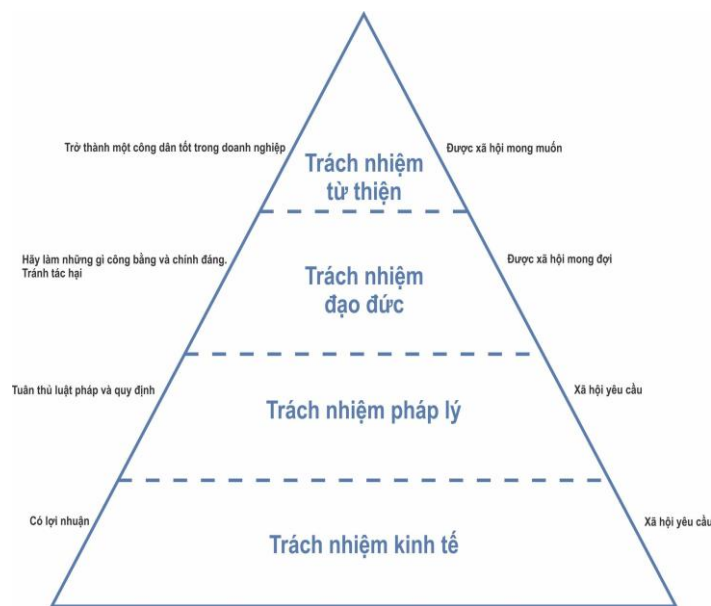 Trở thành một công dân tốt trong doanh nghiệp
Trách nhiệm
từ thiện
Được xã hội mong muốn
Hãy làm những gì công bằng và chính đáng.
Tránh tác hại
Trách nhiệm
đạo đức
Được xã hội mong đợi
Tuân thủ luật pháp và quy định
Trách nhiệm pháp lý
Xã hội yêu cầu
Có lợi nhuận
Trách nhiệm kinh tế
Xã hội yêu cầu